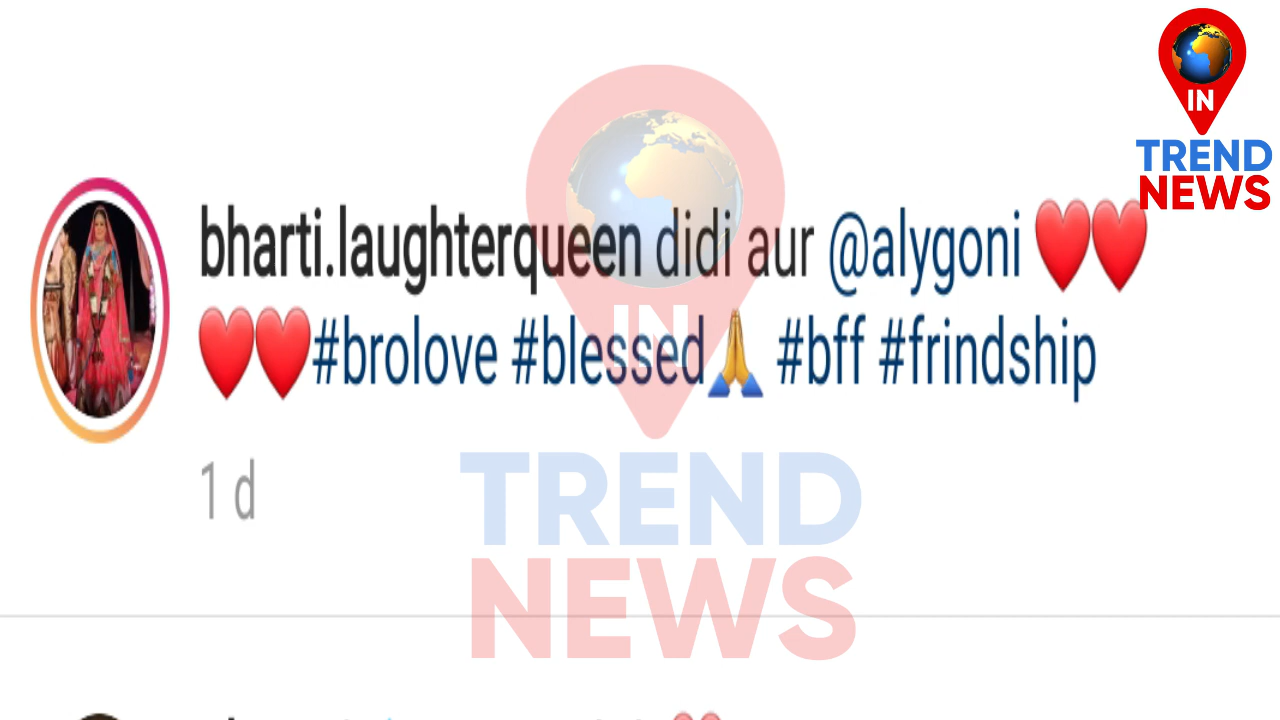 IN
TREND
NEWS
bharti.laughterqueen didi aur @alygoni ❤️❤️
❤️❤️#brolove #blessed🙏 #bff #frindship
1 d
IN
TREND
NEWS